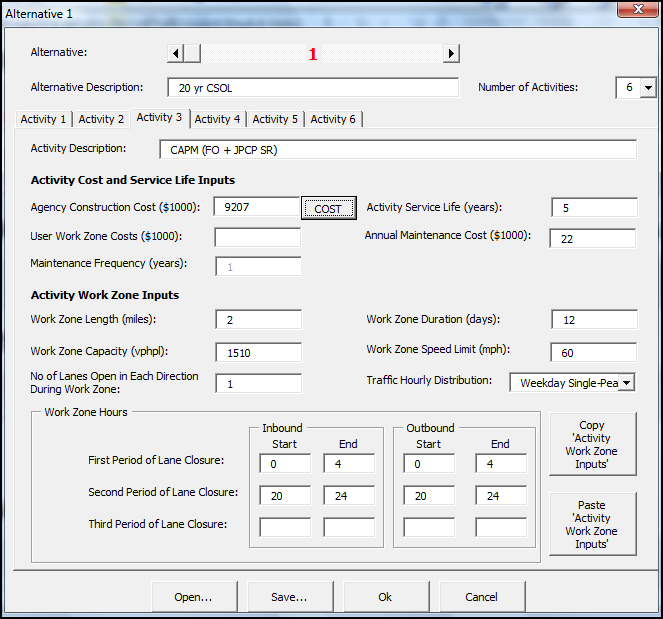 Alternative 1
Alternative: 1
Alternative Description: 20 yr CSOL Number of Activities: 6
Activity 1 Activity 2 Activity 3 Activity 4 Activity 5 Activity 6
Activity Description: CAPM (FO + JPCP SR)
Activity Cost and Service Life Inputs
Agency Construction Cost ($1000): 9207 COST Activity Service Life (years): 5
User Work Zone Costs ($1000): Annual Maintenance Cost ($1000): 22
Maintenance Frequency (years): 1
Activity Work Zone Inputs
Work Zone Length (miles): 2 Work Zone Duration (days): 12
Work Zone Capacity (vphpl): 1510 Work Zone Speed Limit (mph): 60
No of Lanes Open in Each Direction
During Work Zone: 1 Traffic Hourly Distribution: Weekday Single-Pea
Work Zone Hours
Inbound Outbound
Start End Start End
First Period of Lane Closure: 0 4 0 4
Second Period of Lane Closure: 20 24 20 24
Third Period of Lane Closure:
Copy
'Activity
Work Zone
Inputs'
Paste
'Activity
Work Zone
Inputs'
Open... Save... Ok Cancel